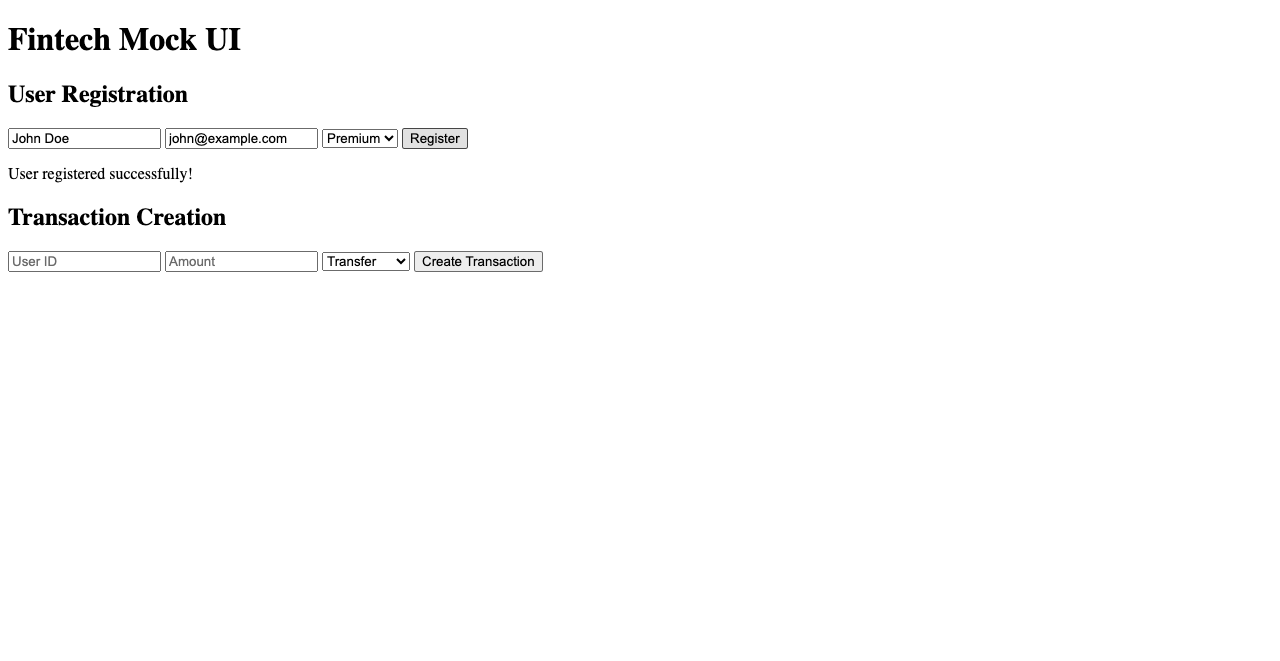 Fintech Mock UI
User Registration
John Doe john@example.com Premium Register
User registered successfully!
Transaction Creation
User ID Amount Transfer Create Transaction